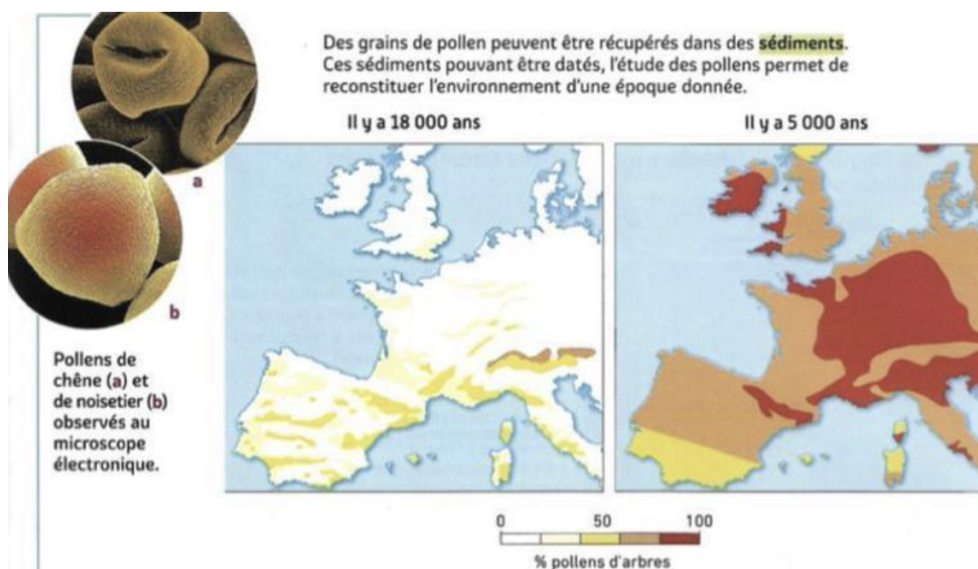 Des grains de pollen peuvent être récupérés dans des sédiments.
Ces sédiments pouvant être datés, l'étude des pollens permet de
reconstituer l'environnement d'une époque donnée.
Il y a 18 000 ans
Il y a 5 000 ans
a
b
Pollens de
chêne (a) et
de noisetier (b)
observés au
microscope
électronique.
0 50 100
% pollens d'arbres